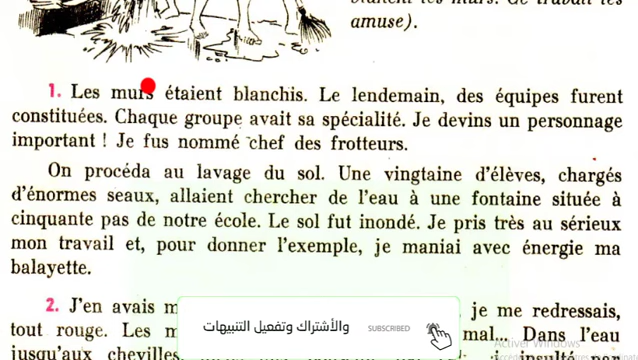 blanchent les murs. Ce travail les
amuse).
1. Les murs étaient blanchis. Le lendemain, des équipes furent
constituées. Chaque groupe avait sa spécialité. Je devins un personnage
important ! Je fus nommé chef des frotteurs.
On procéda au lavage du sol. Une vingtaine d'élèves, chargés
d'énormes seaux, allaient chercher de l'eau à une fontaine située à
cinquante pas de notre école. Le sol fut inondé. Je pris très au sérieux
mon travail et, pour donner l'exemple, je maniai avec énergie ma
balayette.
2. J'en avais m
, je me redressais,
tout rouge. Les m
mal... Dans l'eau
والأشتراك وتفعيل التنبيهات
SUBSCRIBED
Activer Windows
jusqu'aux chevilles,
insulté par